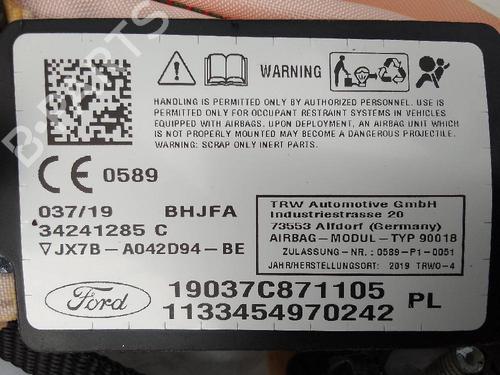 B-PARTS
WARNING
HANDLING IS PERMITTED ONLY BY AUTHORIZED PERSONNEL. USE IS
PERMITTED ONLY FOR OCCUPANT RESTRAINT SYSTEMS IN VEHICLES
EQUIPPED WITH AIRBAGS. UPON DEPLOYMENT, AN AIRBAG UNIT WHICH
IS NOT PROPERLY MOUNTED MAY BECOME A DANGEROUS PROJECTILE.
WARNING: SCRAP ONLY INERT PARTS.
CE 0589
037/19 BHJFA
34241285 C
JX7B-A042D94-BE
TRW Automotive GmbH
Industriestrasse 20
73553 Alfdorf (Germany)
AIRBAG-MODUL-TYP 90018
ZULASSUNG-NR.: 0589-P1-0051
JAHR/HERSTELLUNGSORT: 2019 TRWO-4
Ford
19037C871105 PL
1133454970242